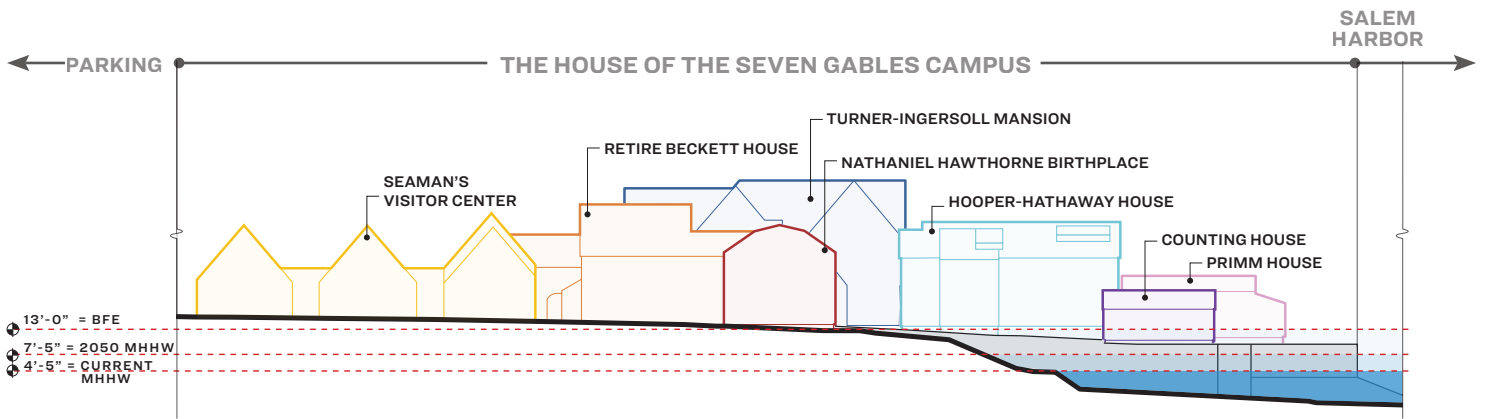 SALEM
HARBOR
PARKING
THE HOUSE OF THE SEVEN GABLES CAMPUS
TURNER-INGERSOLL MANSION
RETIRE BECKETT HOUSE
NATHANIEL HAWTHORNE BIRTHPLACE
SEAMAN'S
VISITOR CENTER
HOOPER-HATHAWAY HOUSE
COUNTING HOUSE
PRIMM HOUSE
13'-0" = BFE
7'-5" = 2050 MHHW
4'-5" = CURRENT
MHHW